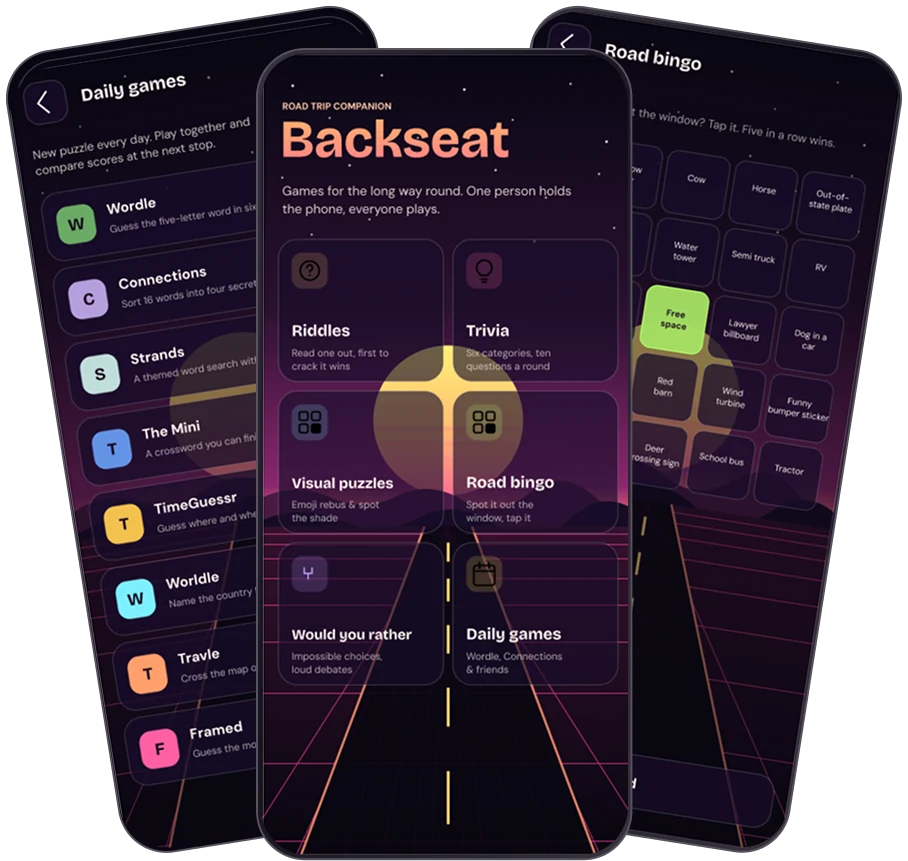 Daily games
New puzzle every day. Play together and
compare scores at the next stop.
W
Wordle
Guess the five-letter word in six
C
Connections
Sort 16 words into four secret
S
Strands
A themed word search with
T
The Mini
A crossword you can
T
TimeGuessr
Guess where and
W
Worldle
Name the country
T
Travle
Cross the map
F
Framed
Guess the
ROAD TRIP COMPANION
Backseat
Games for the long way round. One person holds
the phone, everyone plays.
Riddles
Read one out, first to
crack it wins
Trivia
Six categories, ten
questions a round
Visual puzzles
Emoji rebus & spot
the shade
Road bingo
Spot it out the
window, tap it
Would you rather
Impossible choices,
loud debates
Daily games
Wordle, Connections
& friends
Road bingo
the window? Tap it. Five in a row wins.
Cow
Horse
Out-of-
state plate
Water
tower
Semi truck
RV
Free
space
Lawyer
billboard
Dog in a
car
Red
barn
Wind
turbine
Funny
bumper sticker
Deer
crossing sign
School bus
Tractor